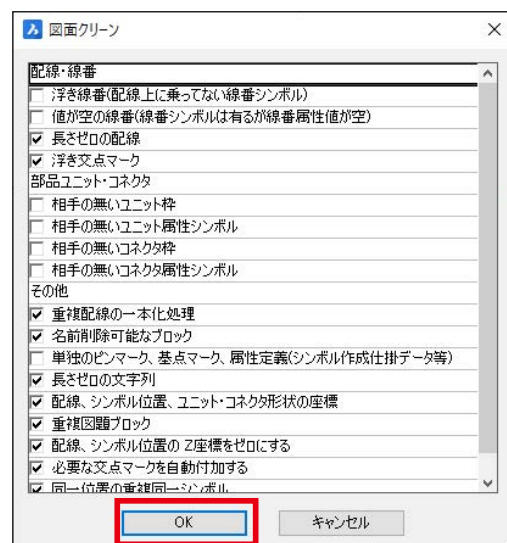 図面クリーン
配線・線番
浮き線番(配線上に乗ってない線番シンボル)
値が空の線番(線番シンボルは有るが線番属性値が空)
長さゼロの配線
浮き交点マーク
部品ユニット・コネクタ
相手の無いユニット枠
相手の無いユニット属性シンボル
相手の無いコネクタ枠
相手の無いコネクタ属性シンボル
その他
重複配線の一本化処理
名前削除可能なブロック
単独のピンマーク、基点マーク、属性定義(シンボル作成仕掛データ等)
長さゼロの文字列
配線、シンボル位置、ユニット・コネクタ形状の座標
重複図題ブロック
配線、シンボル位置の Z座標をゼロにする
必要な交点マークを自動付加する
同一位置の重複同一シンボル
OK キャンセル